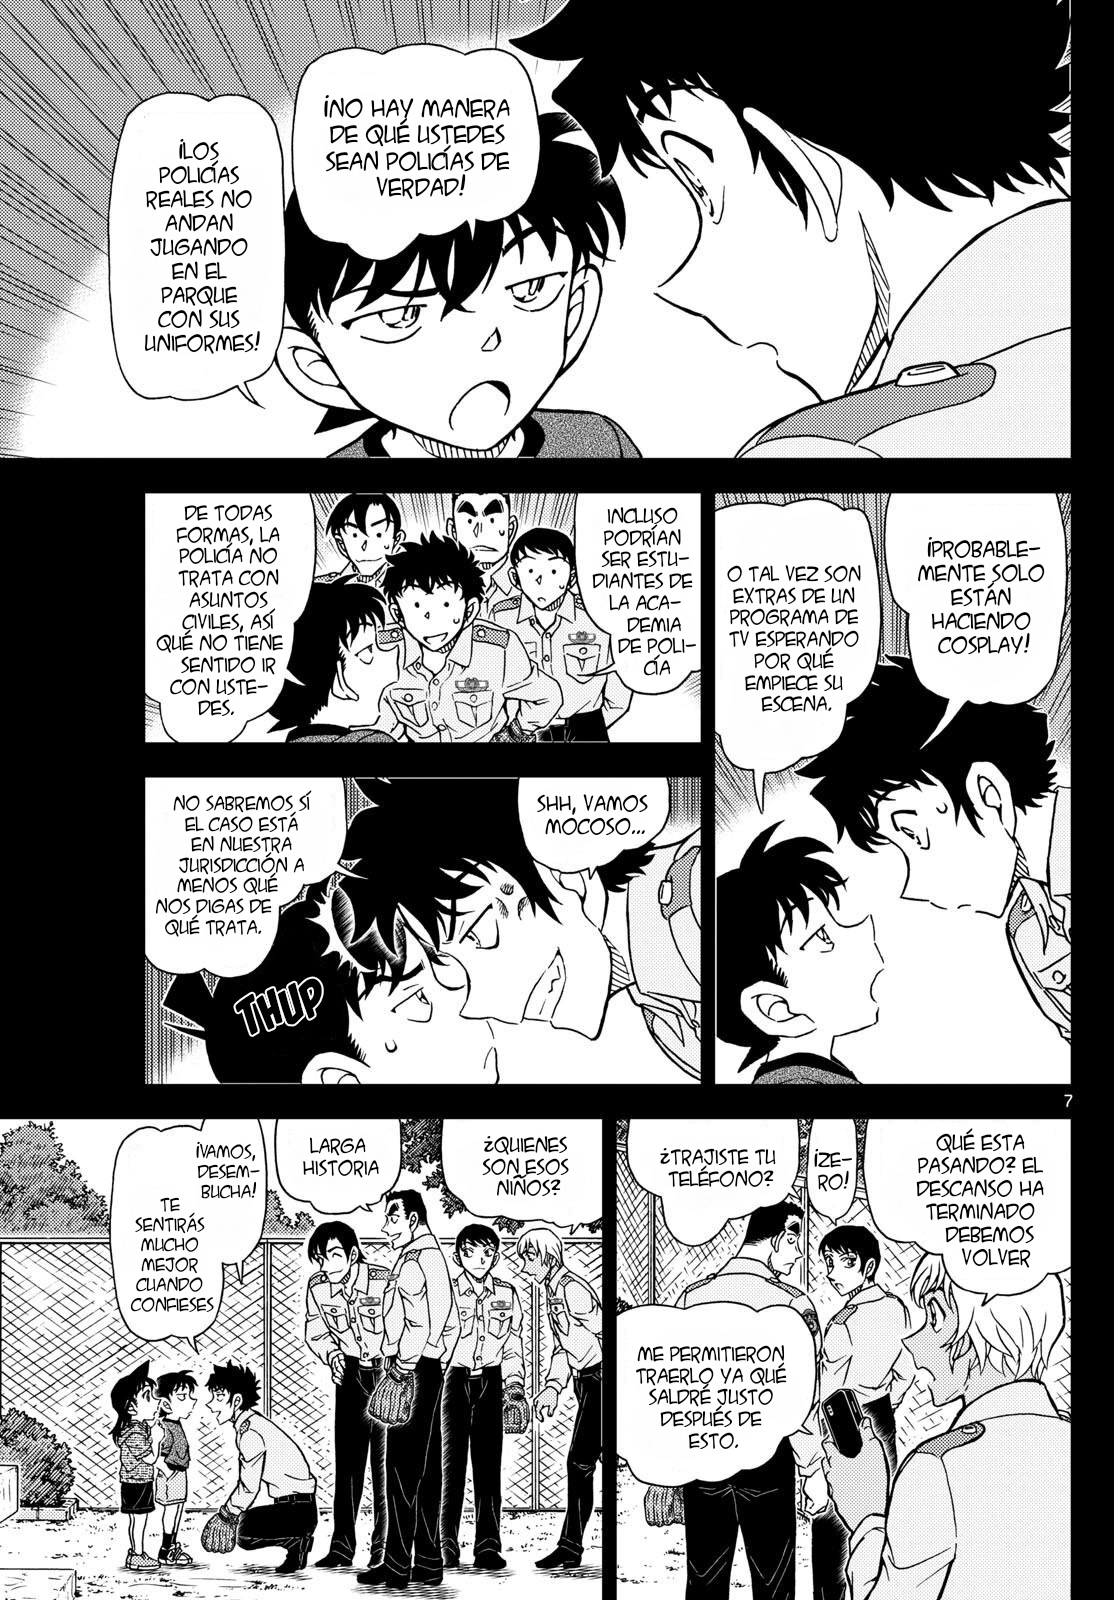 ¡NO HAY MANERA
DE QUÉ USTEDES
SEAN POLICÍAS DE
VERDAD!
¡LOS
POLICÍAS
REALES NO
ANDAN
JUGANDO
EN EL
PARQUE
CON SUS
UNIFORMES!
¡PROBABLE-
MENTE SOLO
ESTÁN
HACIENDO
COSPLAY!
O TAL VEZ SON
EXTRAS DE UN
PROGRAMA DE
TV ESPERANDO
POR QUÉ
EMPIECE SU
ESCENA.
INCLUSO
PODRÍAN
SER ESTU-
DIANTES DE
LA ACA-
DEMIA
DE POLI-
CÍA
DE TODAS
FORMAS, LA
POLICÍA NO
TRATA CON
ASUNTOS
CIVILES, ASÍ
QUÉ NO TIENE
SENTIDO IR
CON USTE-
DES.
SHH, VAMOS
MOCOSO...
NO SABREMOS SÍ
EL CASO ESTÁ
EN NUESTRA
JURISDICCIÓN A
MENOS QUÉ
NOS DIGAS DE
QUÉ TRATA.
THUP
7
QUÉ ESTA
PASANDO? EL
DESCANSO HA
TERMINADO
DEBEMOS
VOLVER
¡ZE-
RO!
¿TRAJISTE TU
TELÉFONO?
ME PERMITIERON
TRAERLO YA QUÉ
SALDRÉ JUSTO
DESPUÉS DE
ESTO.
¿QUIENES
SON ESOS
NIÑOS?
LARGA
HISTORIA
¡VAMOS,
DESEM-
BUCHA!
TE
SENTIRÁS
MUCHO
MEJOR
CUANDO
CONFIESES